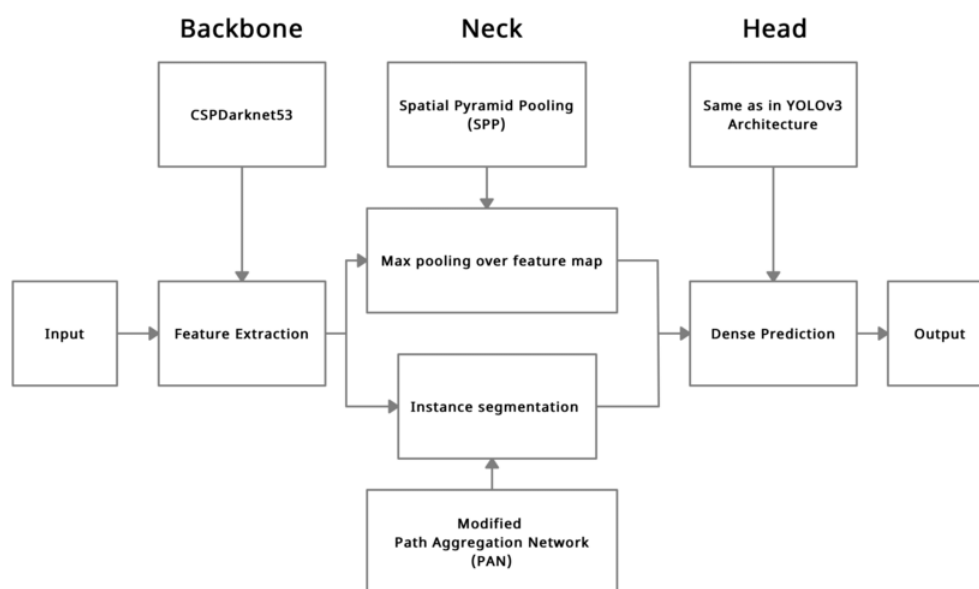 Backbone
Neck
Head
CSPDarknet53
Spatial Pyramid Pooling
(SPP)
Same as in YOLOv3
Architecture
Max pooling over feature map
Input
Feature Extraction
Dense Prediction
Output
Instance segmentation
Modified
Path Aggregation Network
(PAN)